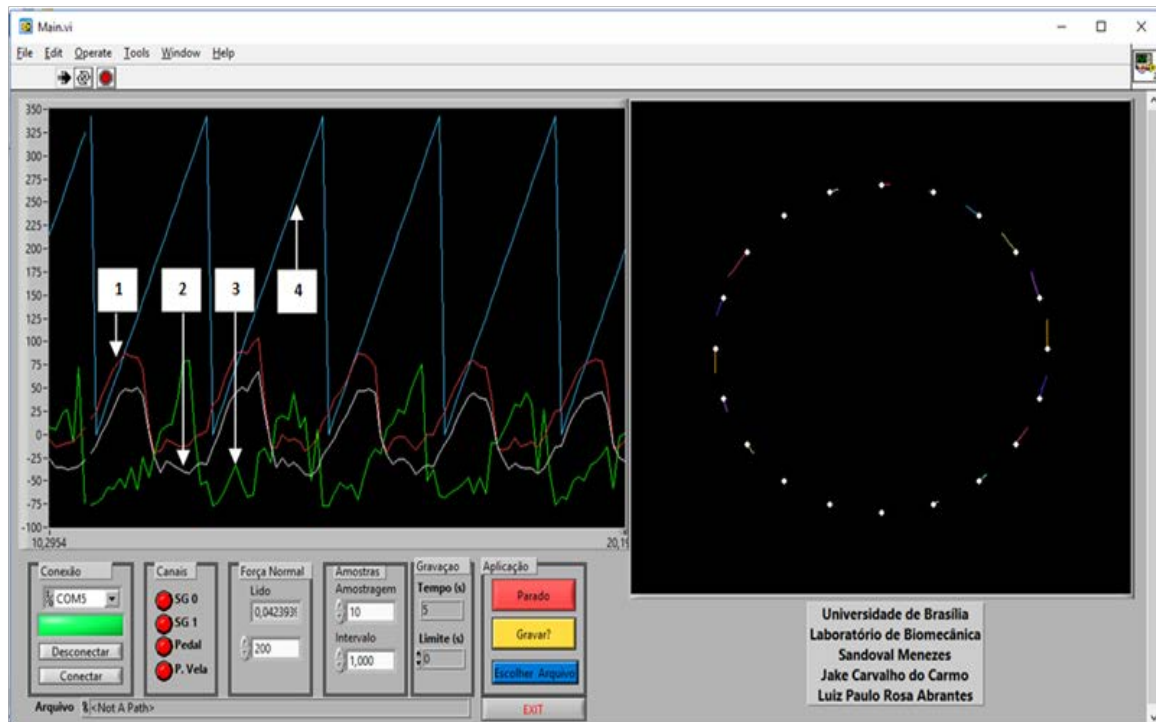 Main.vi
File Edit Operate Tools Window Help
350
325
300
275
250
225
200
175
150
125
100
75
50
25
0
-25
-50
-75
-100
10,2954
20,19
1
2
3
4
Conexão
COM5
Desconectar
Conectar
Canais
SG 0
SG 1
Pedal
P. Vela
Força Normal
Lido
0,0423939
200
Amostras
Amostragem
10
Intervalo
1,000
Gravaçao
Tempo (s)
5
Limite (s)
0
Aplicação
Parado
Gravar?
Escolher Arquivo
EXIT
Arquivo <Not A Path>
Universidade de Brasília
Laboratório de Biomecânica
Sandoval Menezes
Jake Carvalho do Carmo
Luiz Paulo Rosa Abrantes